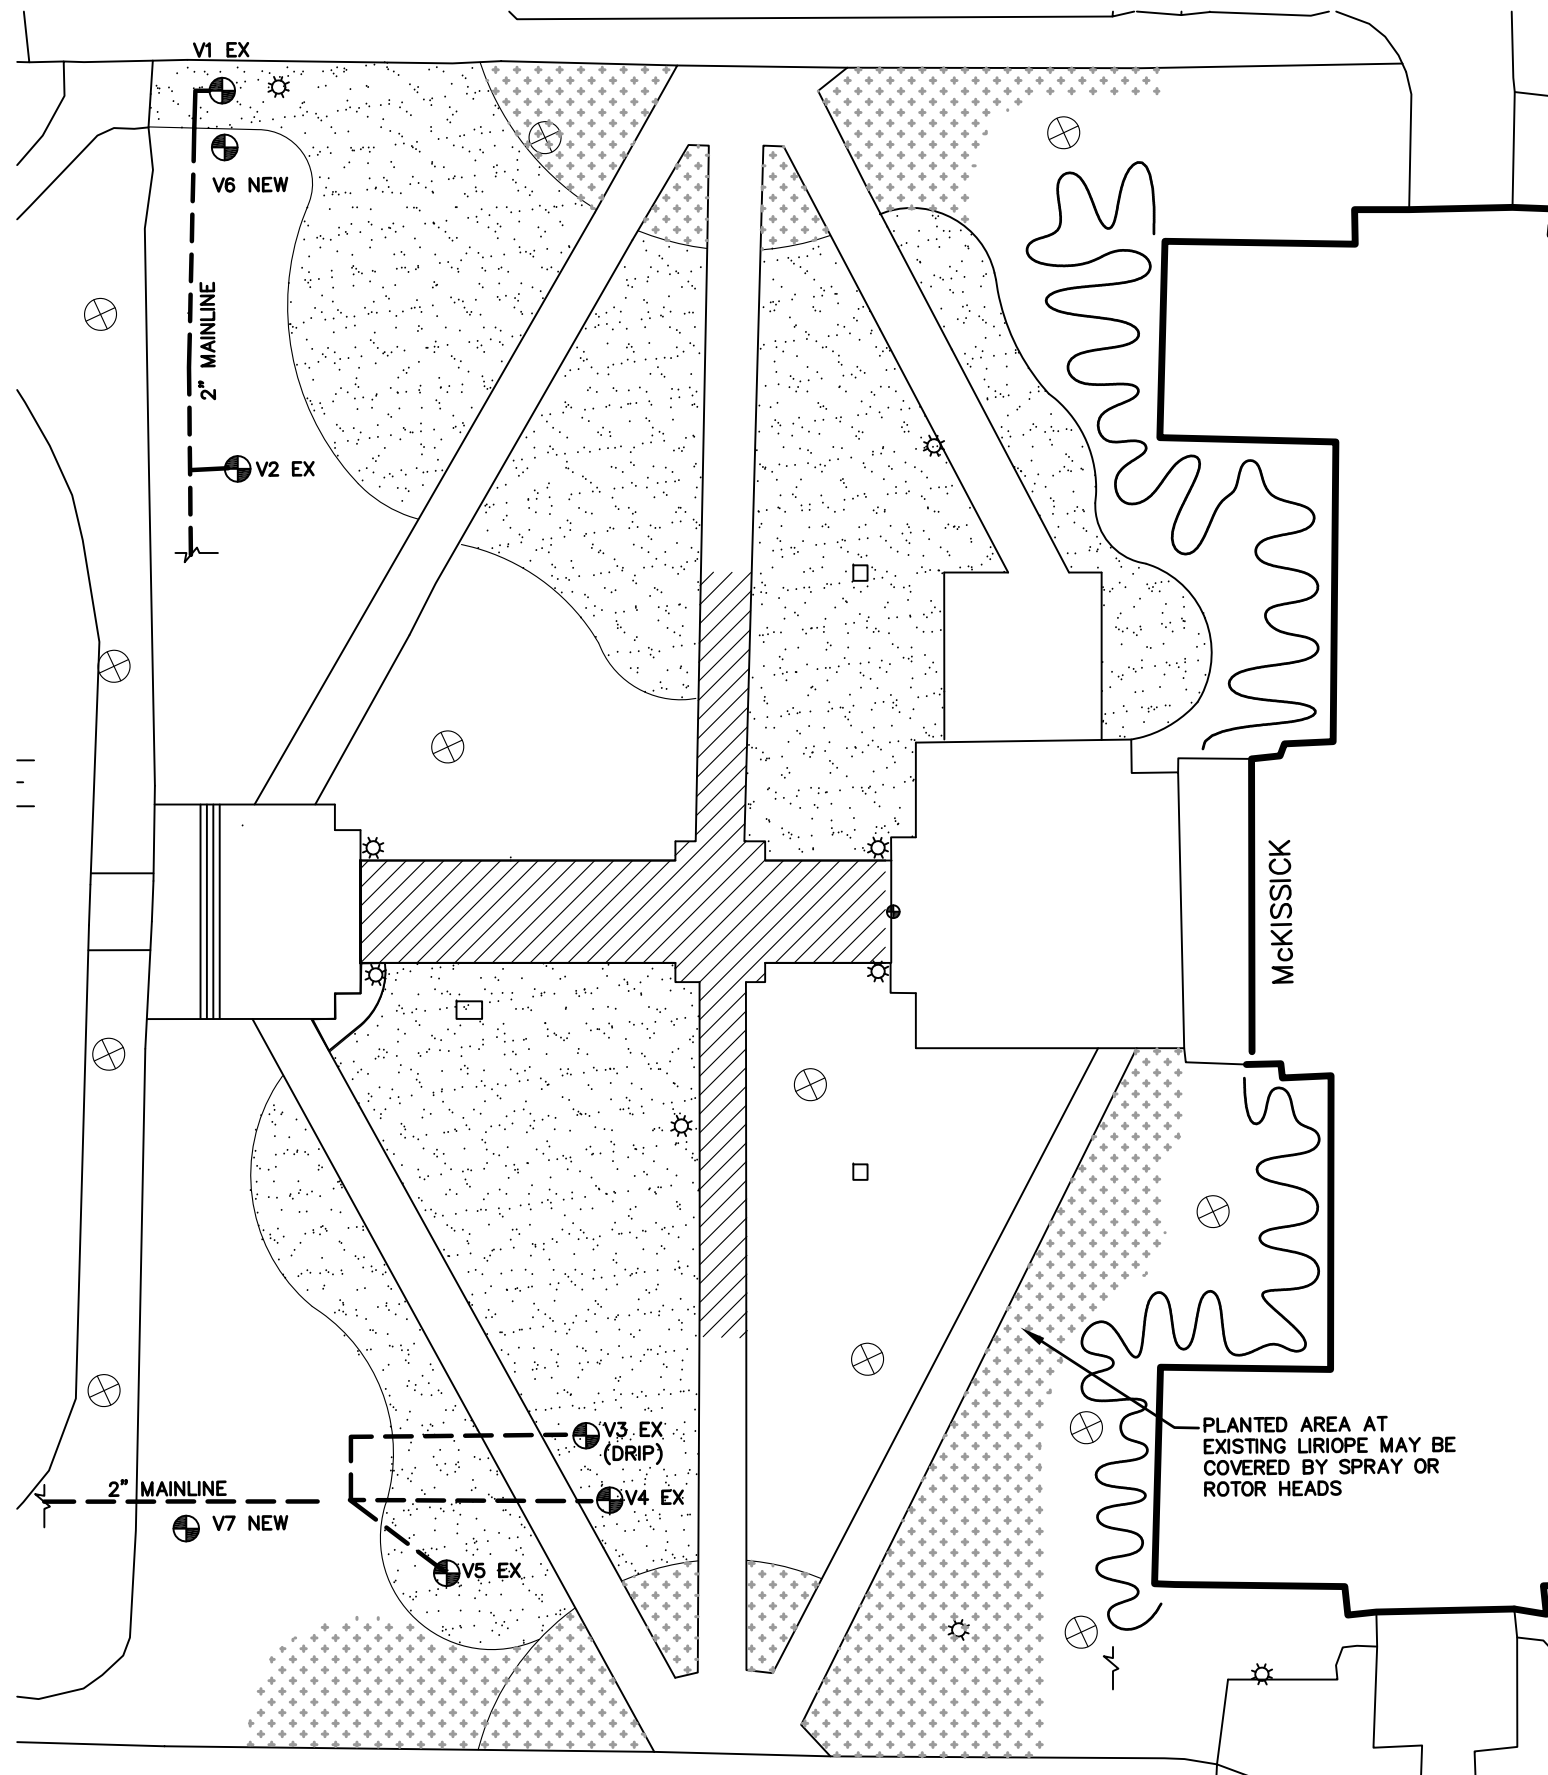 V1 EX
V6 NEW
2" MAINLINE
V2 EX
McKISSICK
PLANTED AREA AT
EXISTING LIRIOPE MAY BE
COVERED BY SPRAY OR
ROTOR HEADS
V3 EX
(DRIP)
2" MAINLINE
V4 EX
V7 NEW
V5 EX